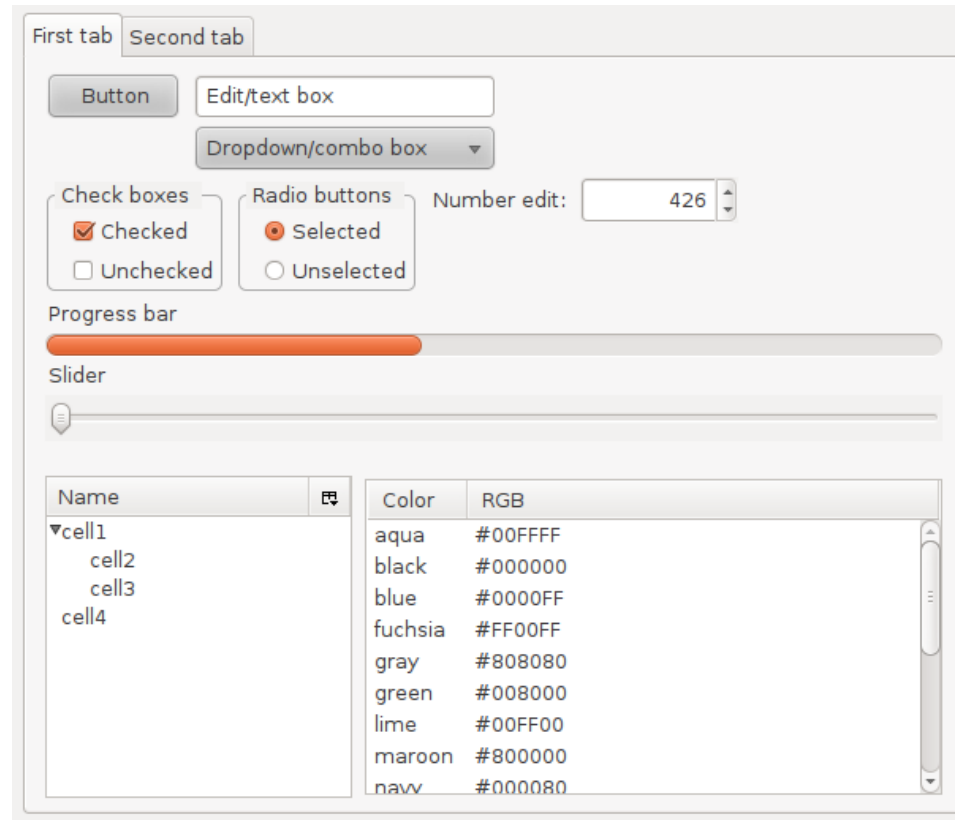 First tab Second tab
Button Edit/text box
Dropdown/combo box
Check boxes Radio buttons Number edit: 426
Checked Selected
Unchecked Unselected
Progress bar
Slider
Name
cell1
cell2
cell3
cell4
Color RGB
aqua #00FFFF
black #000000
blue #0000FF
fuchsia #FF00FF
gray #808080
green #008000
lime #00FF00
maroon #800000
navy #000080